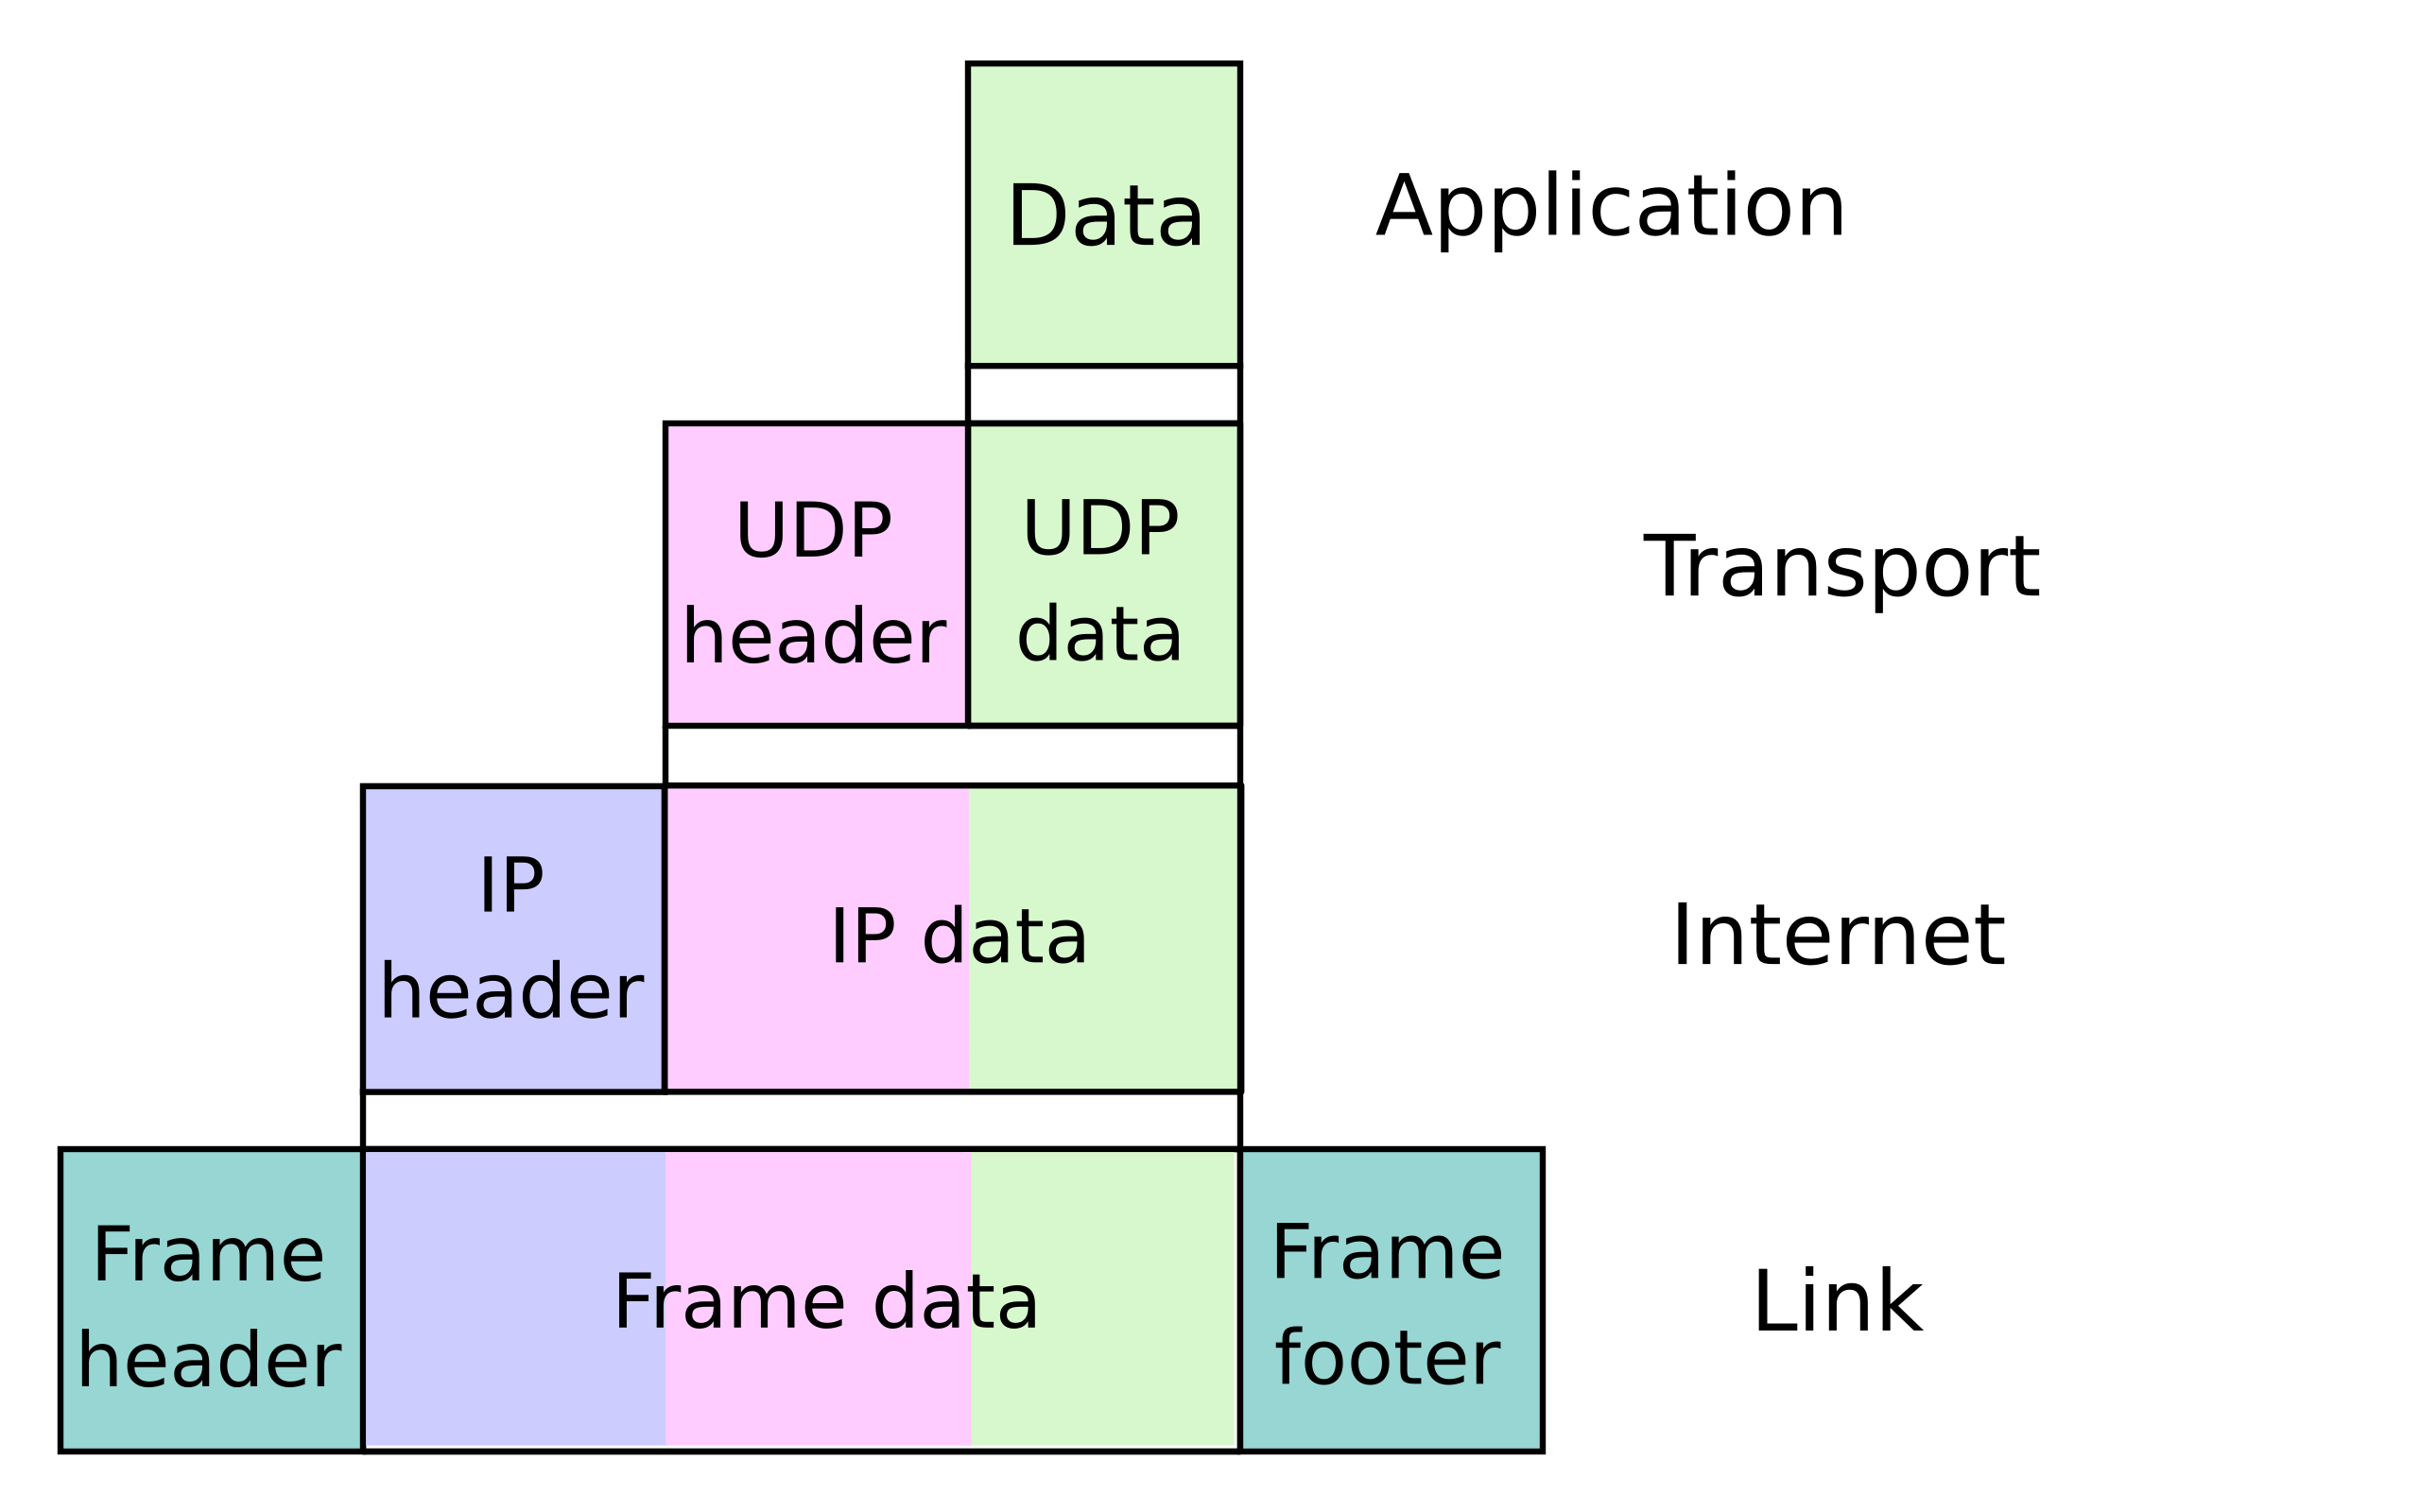 Data
Application
UDP
header
UDP
data
Transport
IP
header
IP data
Internet
Frame
header
Frame data
Frame
footer
Link